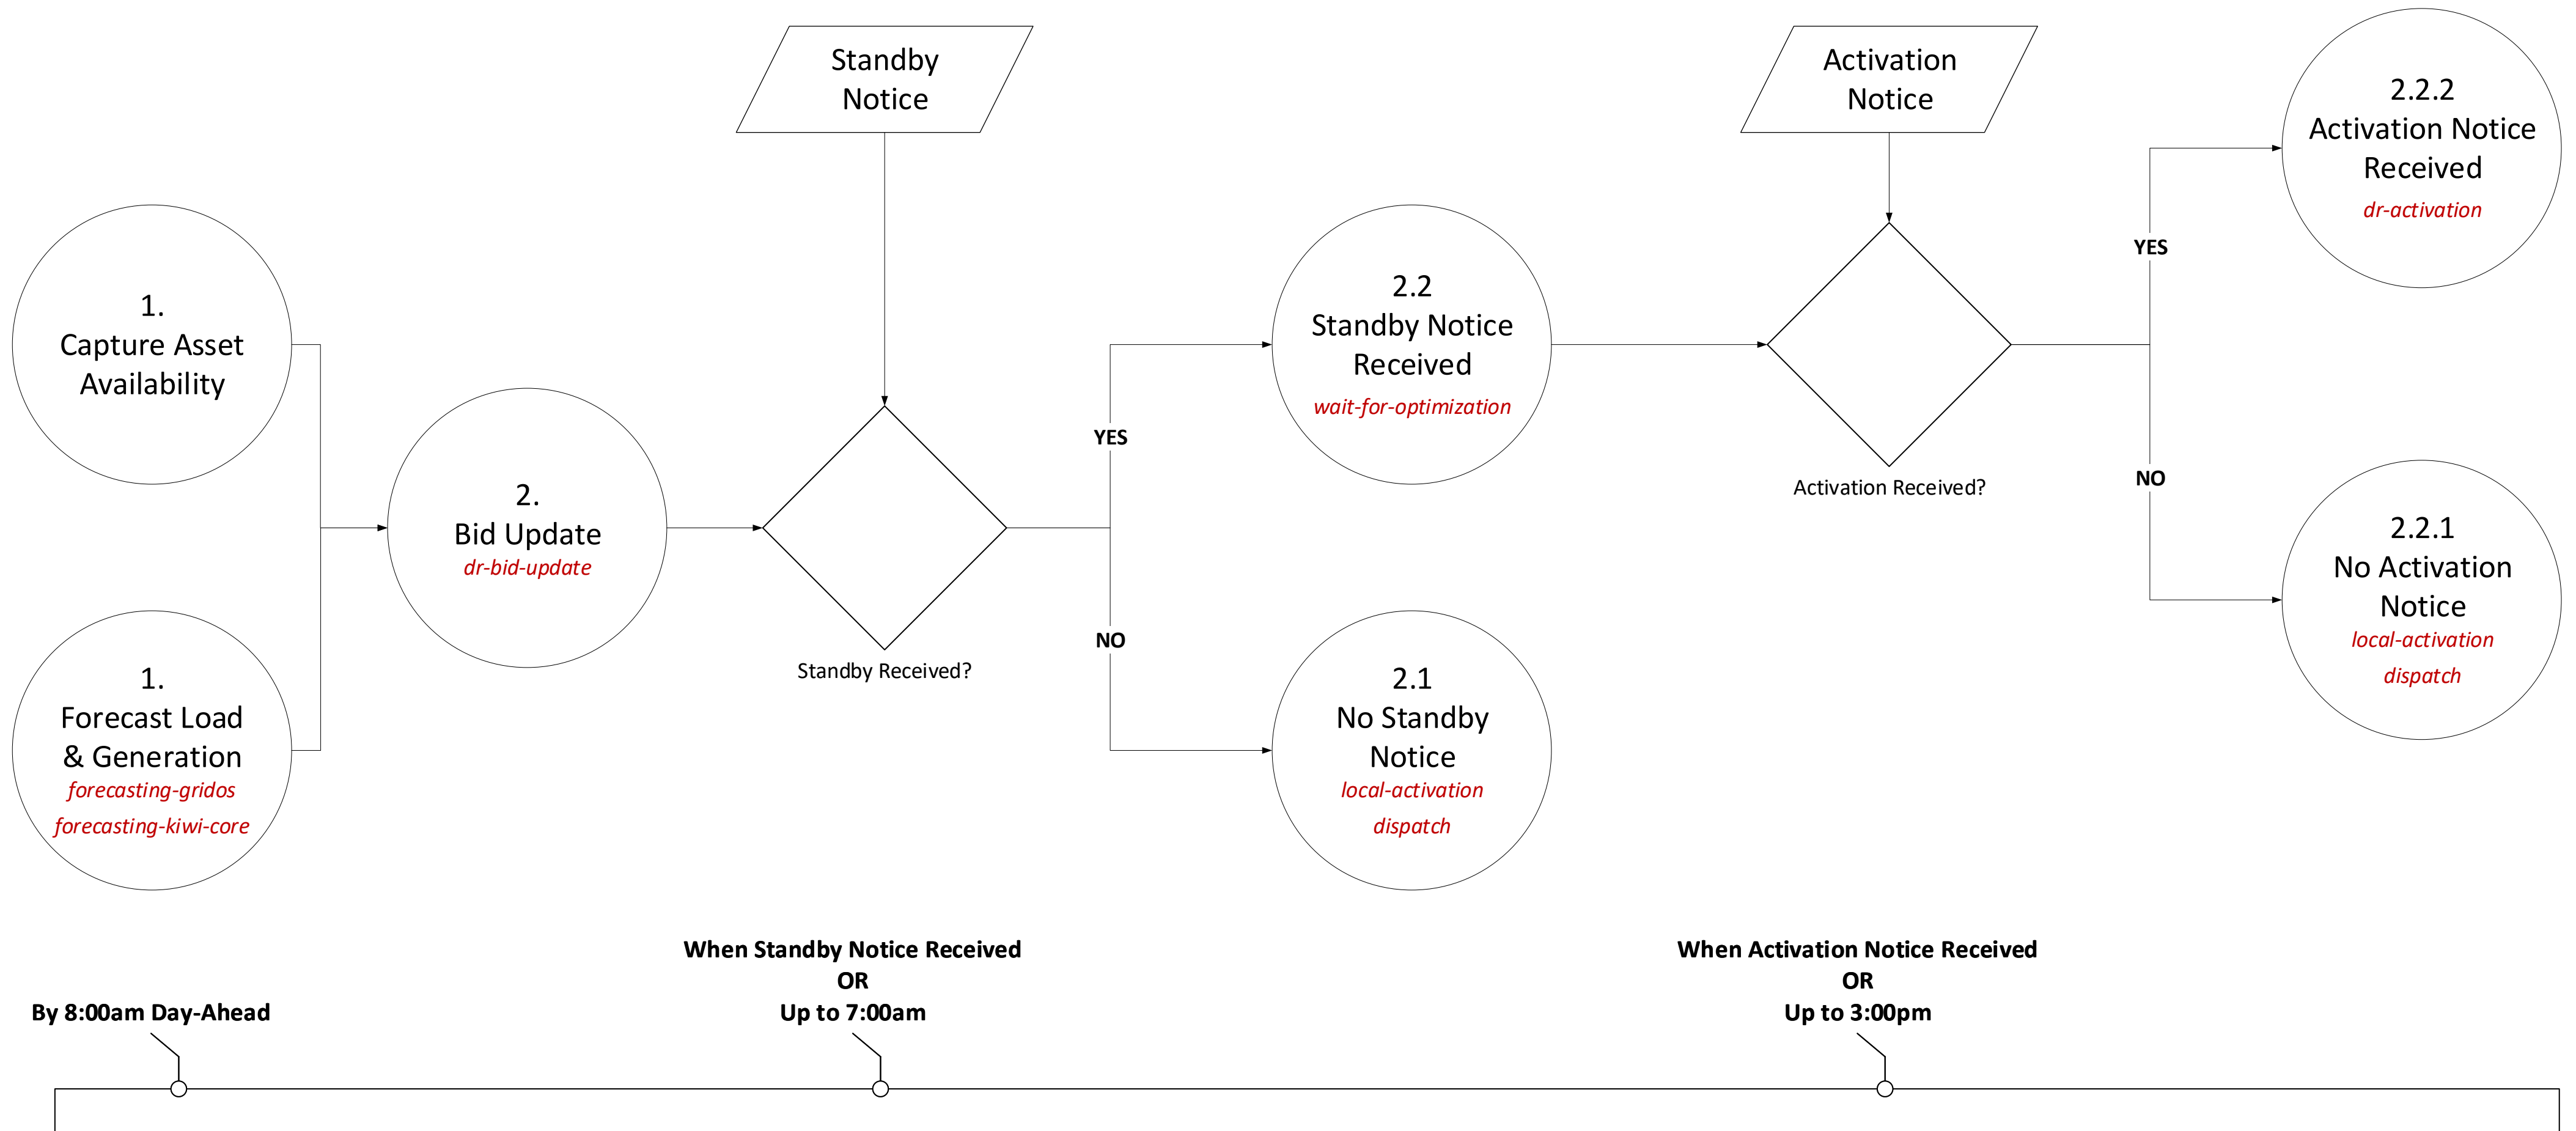 Standby
Notice
Activation
Notice
2.2.2
Activation Notice
Received
dr-activation
1.
Capture Asset
Availability
2.2
Standby Notice
Received
wait-for-optimization
YES
YES
2.
Bid Update
dr-bid-update
Standby Received?
Activation Received?
NO
NO
2.2.1
No Activation
Notice
local-activation
dispatch
1.
Forecast Load
& Generation
forecasting-gridos
forecasting-kiwi-core
2.1
No Standby
Notice
local-activation
dispatch
By 8:00am Day-Ahead
When Standby Notice Received
OR
Up to 7:00am
When Activation Notice Received
OR
Up to 3:00pm